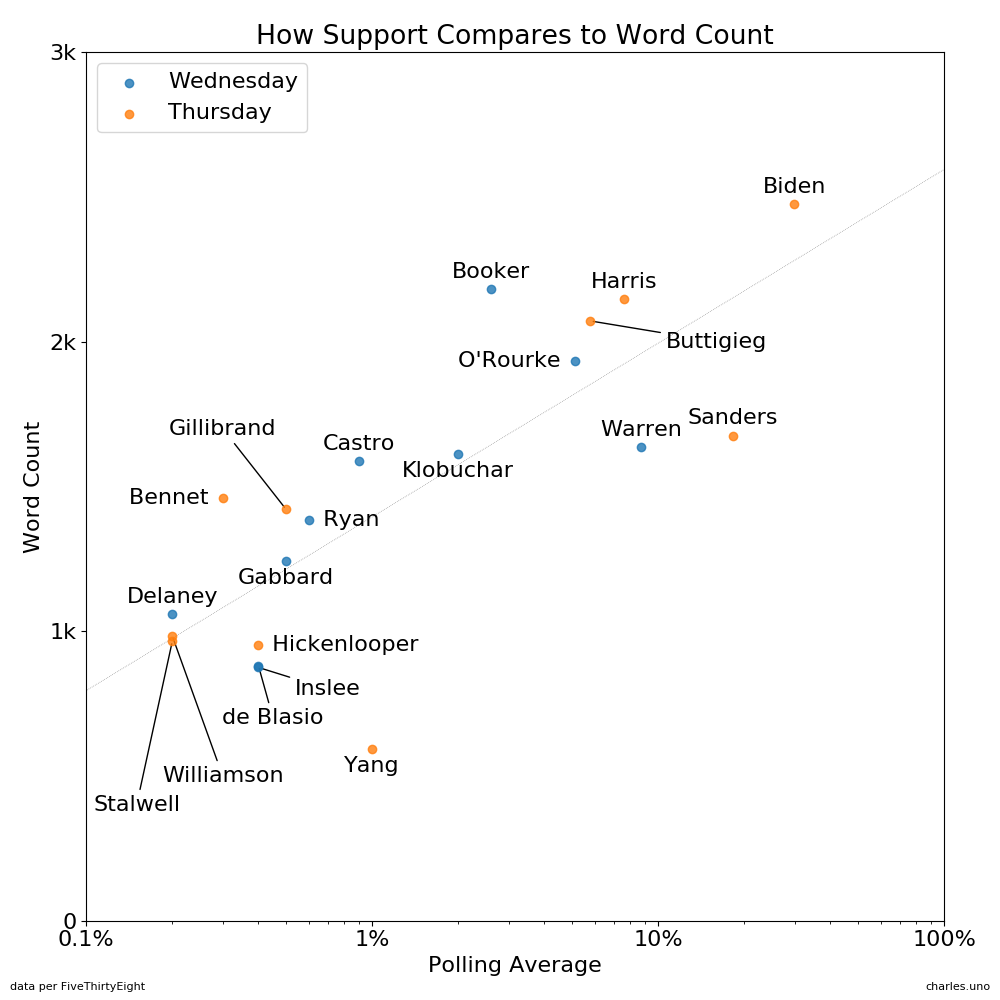 How Support Compares to Word Count
3k
Wednesday
Thursday
Biden
Booker
Harris
2k
Buttigieg
O'Rourke
Gillibrand
Sanders
Warren
Castro
Klobuchar
Bennet
Ryan
Gabbard
Delaney
1k
Hickenlooper
Inslee
de Blasio
Yang
Williamson
Stalwell
0
0.1%
1%
10%
100%
Word Count
Polling Average
data per FiveThirtyEight
charles.uno